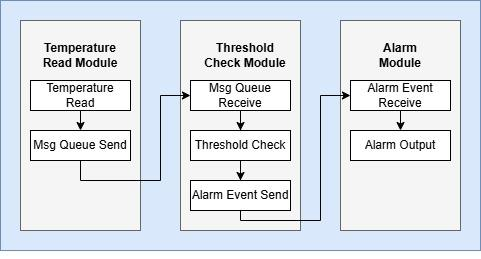 Temperature
Read Module
Temperature
Read
Msg Queue Send
Threshold
Check Module
Msg Queue
Receive
Threshold Check
Alarm Event Send
Alarm
Module
Alarm Event
Receive
Alarm Output